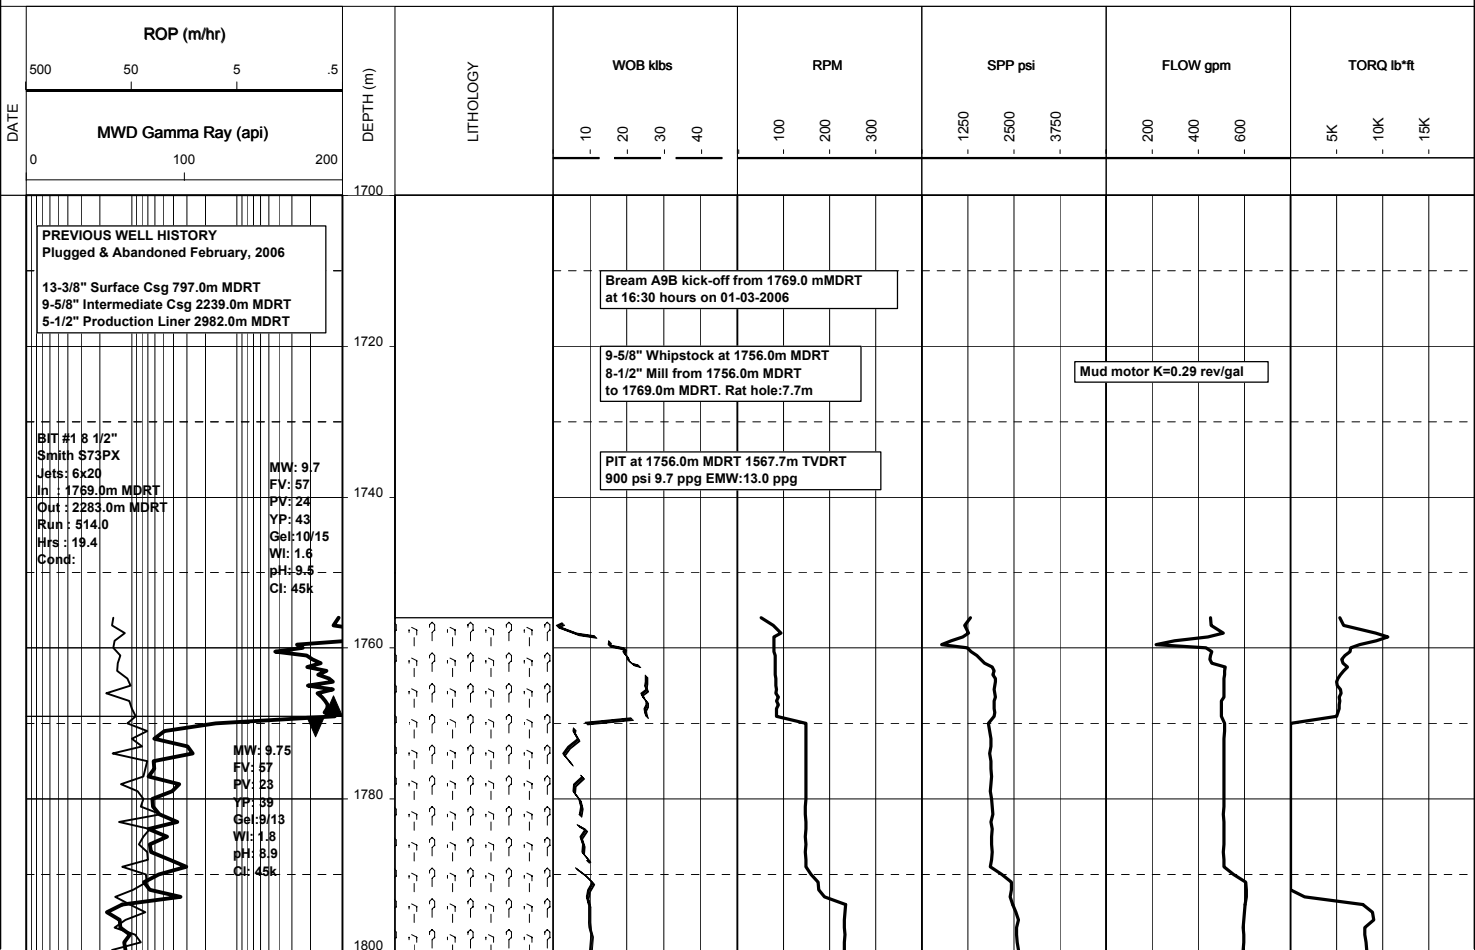 ROP (m/hr)
500 50 5 .5
MWD Gamma Ray (api)
0 100 200
DATE
DEPTH (m)
LITHOLOGY
WOB klbs
10 20 30 40
RPM
100 200 300
SPP psi
1250 2500 3750
FLOW gpm
200 400 600
TORQ lb*ft
5K 10K 15K
1700
PREVIOUS WELL HISTORY
Plugged & Abandoned February, 2006
13-3/8" Surface Csg 797.0m MDRT
9-5/8" Intermediate Csg 2239.0m MDRT
5-1/2" Production Liner 2982.0m MDRT
Bream A9B kick-off from 1769.0 mMDRT
at 16:30 hours on 01-03-2006
1720
9-5/8" Whipstock at 1756.0m MDRT
8-1/2" Mill from 1756.0m MDRT
to 1769.0m MDRT. Rat hole:7.7m
Mud motor K=0.29 rev/gal
BIT #1 8 1/2"
Smith S73PX
Jets: 6x20
In : 1769.0m MDRT
Out : 2283.0m MDRT
Run : 514.0
Hrs : 19.4
Cond:
MW: 9.7
FV: 57
PV: 24
YP: 43
Gel:10/15
Wl: 1.6
pH: 9.5
Cl: 45k
PIT at 1756.0m MDRT 1567.7m TVDRT
900 psi 9.7 ppg EMW:13.0 ppg
1740
1760
MW: 9.75
FV: 57
PV: 23
YP: 39
Gel:9/13
Wl: 1.8
pH: 8.9
Cl: 45k
1780
1800